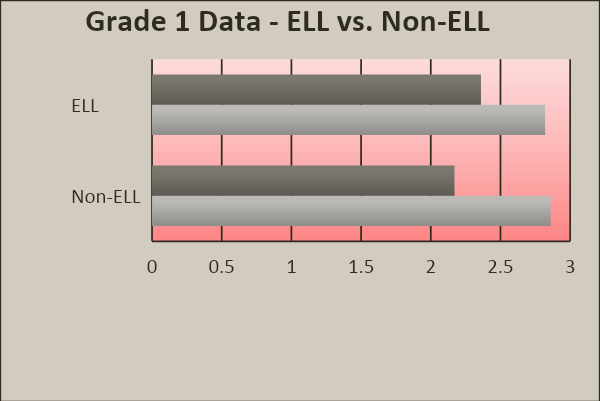 Grade 1 Data - ELL vs. Non-ELL
ELL
Non-ELL
0 0.5 1 1.5 2 2.5 3